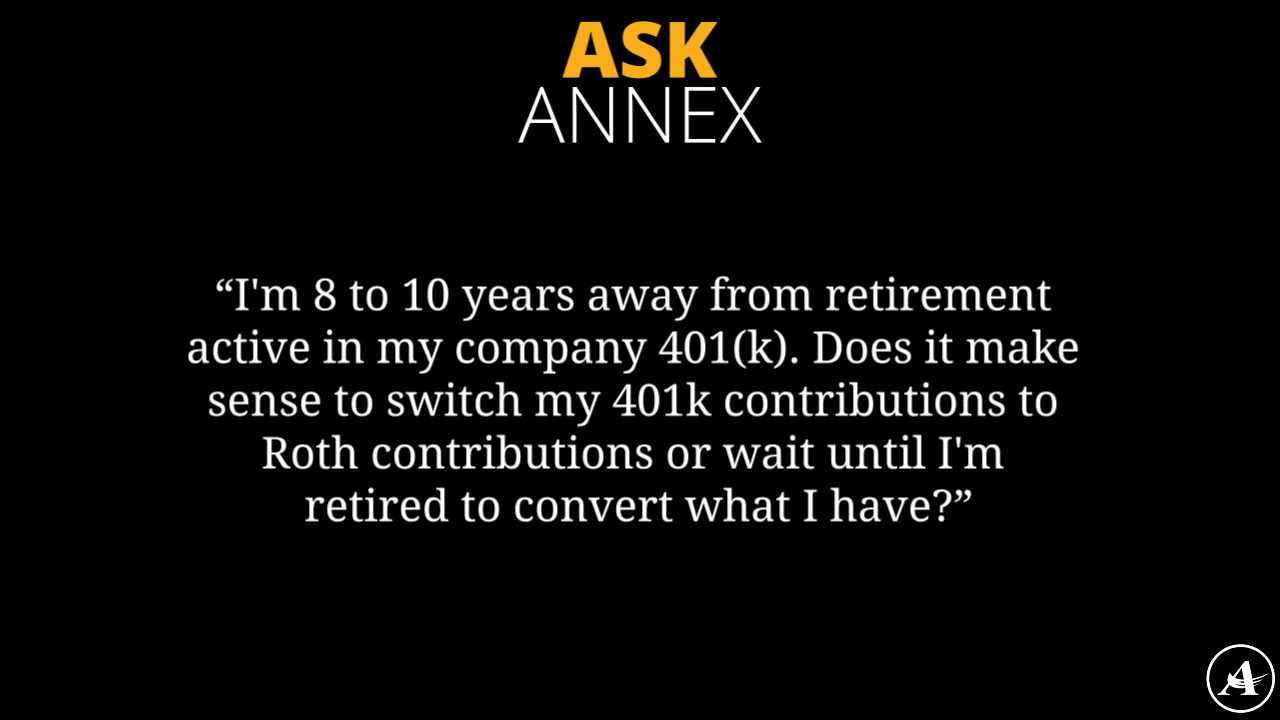 ASK
ANNEX
“I'm 8 to 10 years away from retirement
active in my company 401(k). Does it make
sense to switch my 401k contributions to
Roth contributions or wait until I'm
retired to convert what I have?”
A